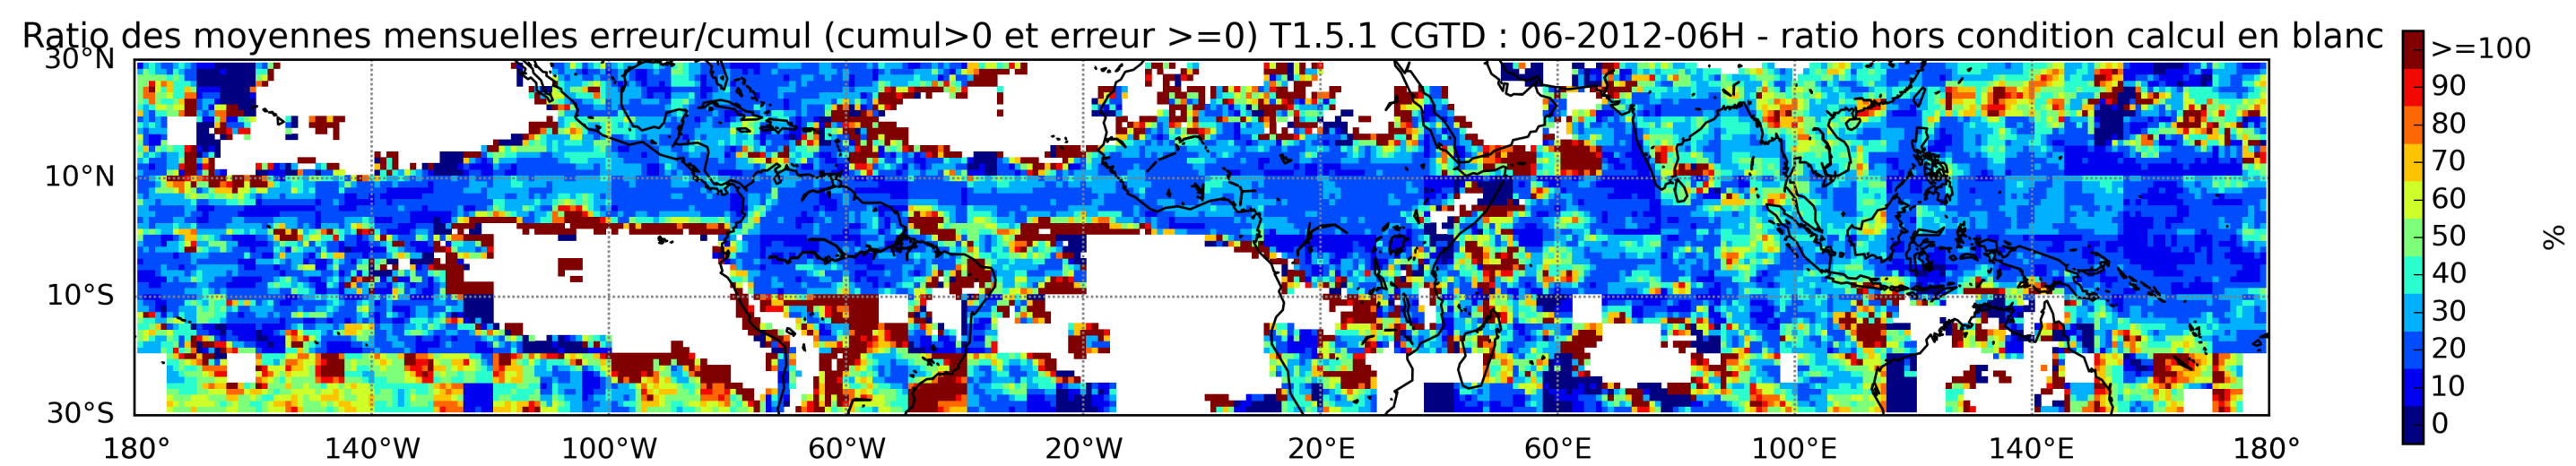 Ratio des moyennes mensuelles erreur/cumul (cumul>0 et erreur >=0) T1.5.1 CGTD : 06-2012-06H - ratio hors condition calcul en blanc
30°N
10°N
10°S
30°S
180° 140°W 100°W 60°W 20°W 20°E 60°E 100°E 140°E 180°
>=100
90
80
70
60
50
40
30
20
10
0
%